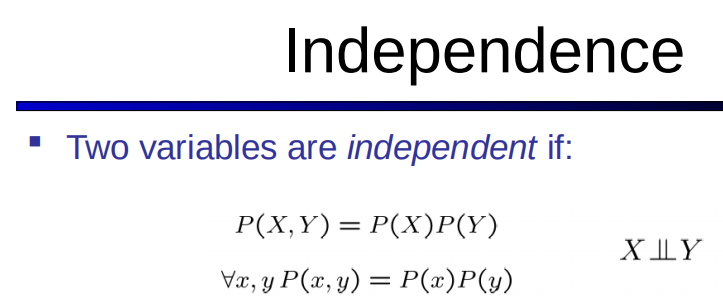 Independence
Two variables are independent if:
P(X, Y) = P(X)P(Y)
X ⫫ Y
∀x, y P(x, y) = P(x)P(y)